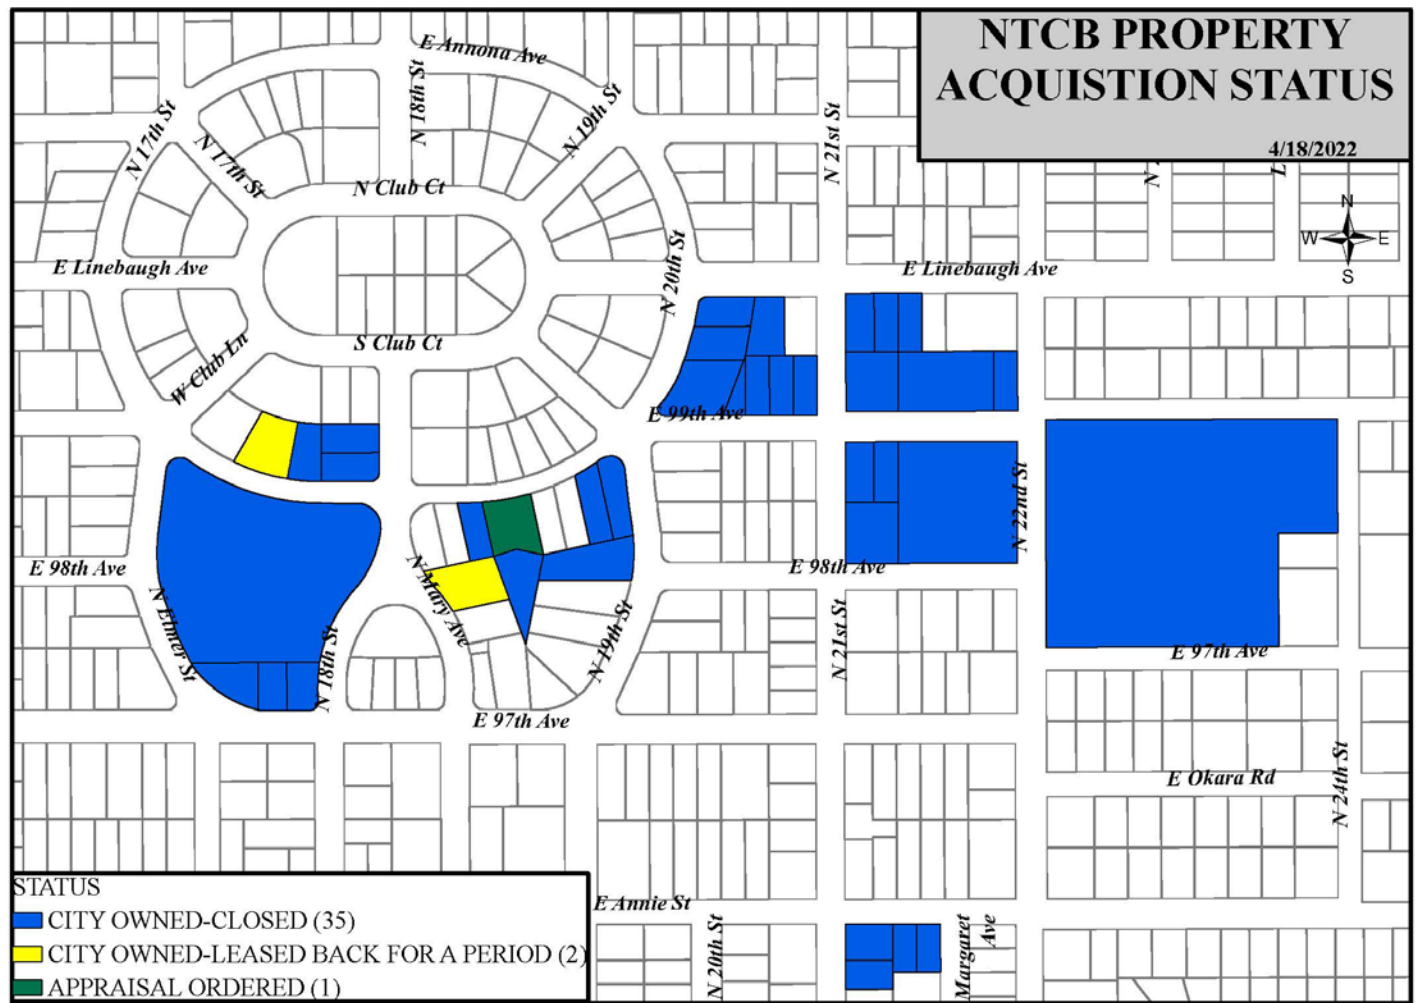 NTCB PROPERTY
ACQUISTION STATUS
4/18/2022
N
W E
S
E Annona Ave
N 18th St
N 19th St
N 17th St
N 17th St
N 21st St
N Club Ct
E Linebaugh Ave
N 20th St
E Linebaugh Ave
S Club Ct
W Club Ln
E 99th Ave
N 22nd St
E 98th Ave
N Mary Ave
E 98th Ave
N Elmer St
N 18th St
N 19th St
N 21st St
E 97th Ave
E 97th Ave
E Okara Rd
N 24th St
E Annie St
N 20th St
Margaret
Ave
STATUS
CITY OWNED-CLOSED (35)
CITY OWNED-LEASED BACK FOR A PERIOD (2)
APPRAISAL ORDERED (1)